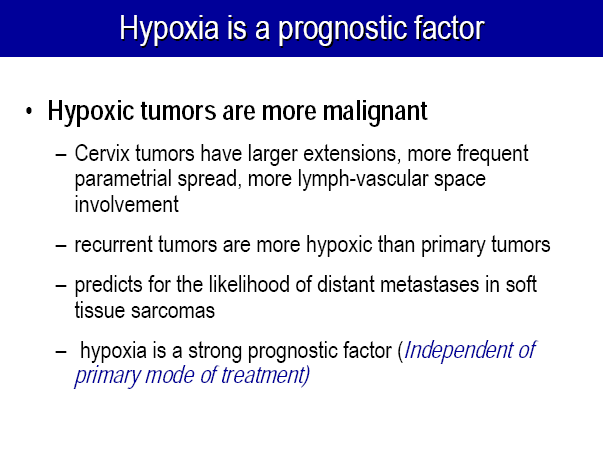 Hypoxia is a prognostic factor
• Hypoxic tumors are more malignant
– Cervix tumors have larger extensions, more frequent
parametrial spread, more lymph-vascular space
involvement
– recurrent tumors are more hypoxic than primary tumors
– predicts for the likelihood of distant metastases in soft
tissue sarcomas
– hypoxia is a strong prognostic factor (Independent of
primary mode of treatment)